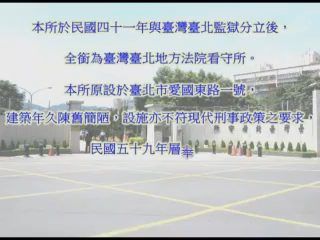 本所於民國四十一年與臺灣臺北監獄分立後，
全銜為臺灣臺北地方法院看守所。
本所原設於臺北市愛國東路一號，
建築年久陳舊簡陋，設施亦不符現代刑事政策之要求，
民國五十九年層奉